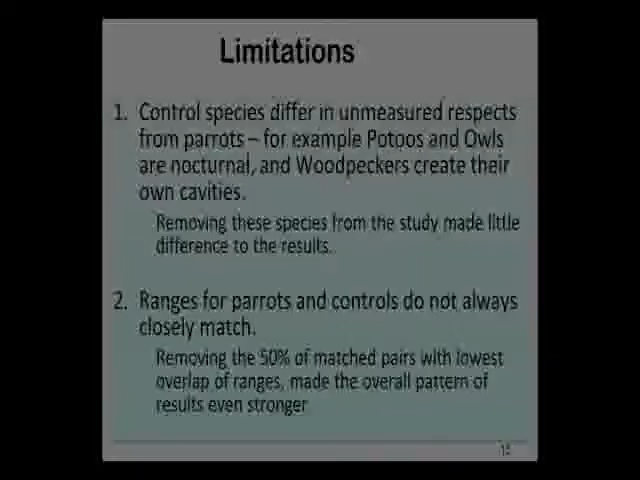 Limitations
1. Control species differ in unmeasured respects
from parrots – for example Potoos and Owls
are nocturnal, and Woodpeckers create their
own cavities.
Removing these species from the study made little
difference to the results.
2. Ranges for parrots and controls do not always
closely match.
Removing the 50% of matched pairs with lowest
overlap of ranges, made the overall pattern of
results even stronger